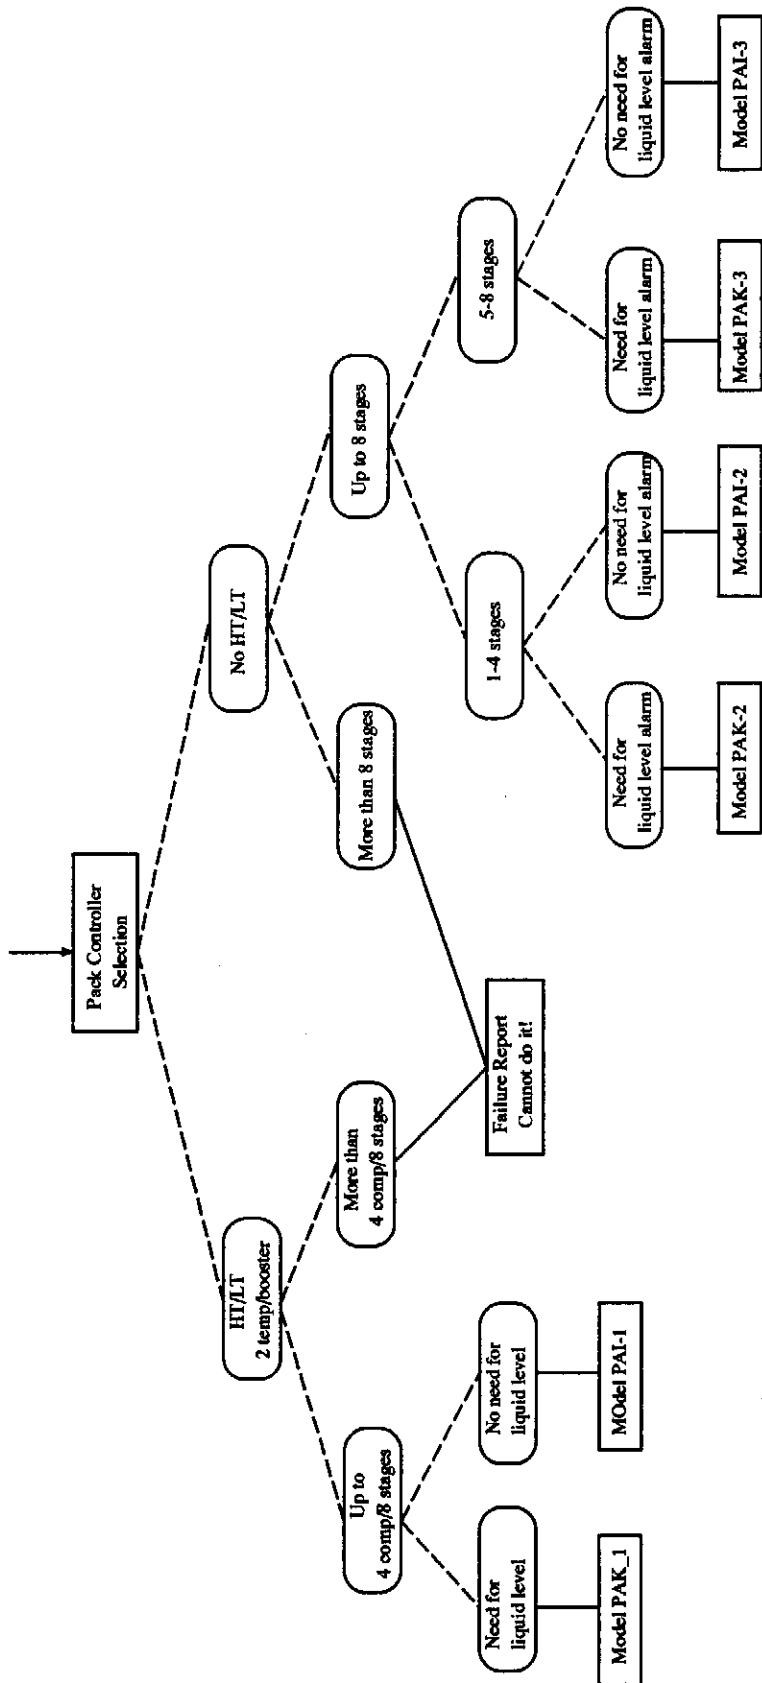 Pack Controller
Selection
HT/LT
2 temp/booster
No HT/LT
Up to
4 comp/8 stages
More than
4 comp/8 stages
More than 8 stages
Up to 8 stages
Need for
liquid level
No need for
liquid level
Failure Report
Cannot do it!
1-4 stages
5-8 stages
Model PAK_1
MOdel PAI-1
Need for
liquid level alarm
No need for
liquid level alarm
Need for
liquid level alarm
No need for
liquid level alarm
Model PAK-2
Model PAI-2
Model PAK-3
Model PAI-3